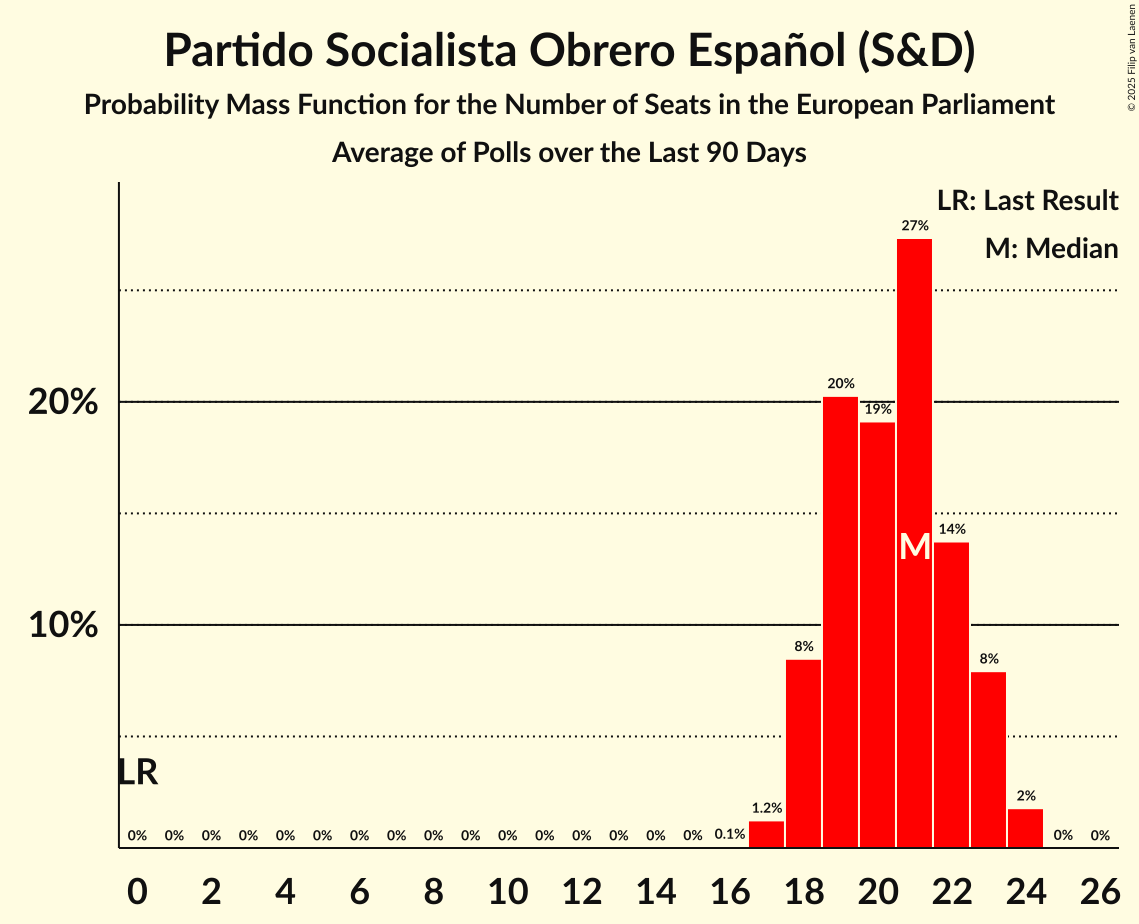 Partido Socialista Obrero Español (S&D)
Probability Mass Function for the Number of Seats in the European Parliament
Average of Polls over the Last 90 Days
© 2025 Filip van Laenen
LR: Last Result
M: Median
27%
20%
20%
19%
M
14%
10%
8%
8%
LR
2%
1.2%
0% 0% 0% 0% 0% 0% 0% 0% 0% 0% 0% 0% 0% 0% 0% 0% 0.1% 0% 0%
0 2 4 6 8 10 12 14 16 18 20 22 24 26